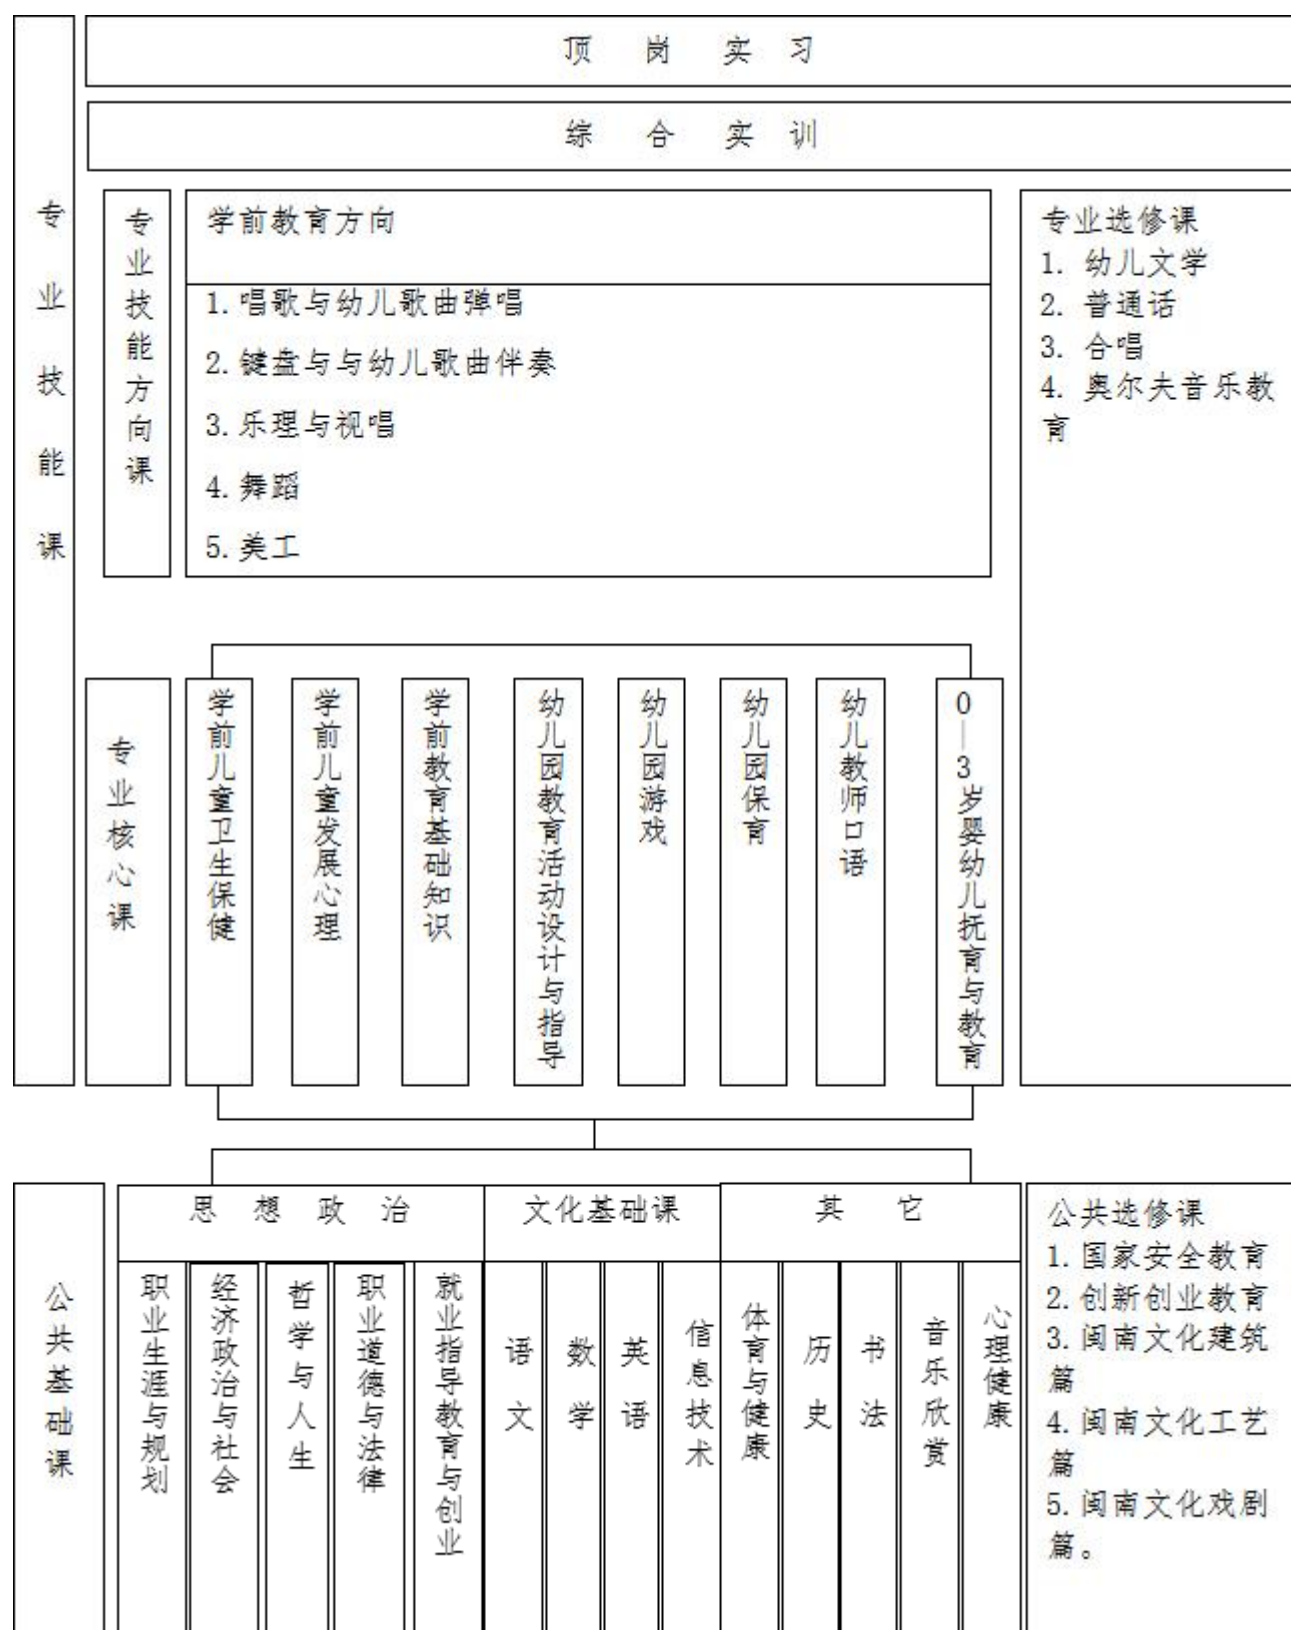 顶岗实习
综合实训
专业技能课
专业技能方向课
学前教育方向
1.唱歌与幼儿歌曲弹唱
2.键盘与与幼儿歌曲伴奏
3.乐理与视唱
4.舞蹈
5.美工
专业选修课
1. 幼儿文学
2. 普通话
3. 合唱
4. 奥尔夫音乐教
育
专业核心课
学前儿童卫生保健
学前儿童发展心理
学前教育基础知识
幼儿园教育活动设计与指导
幼儿园游戏
幼儿园保育
幼儿教师口语
0—3岁婴幼儿抚育与教育
公共基础课
思想政治
文化基础课
其它
职业生涯与规划
经济政治与社会
哲学与人生
职业道德与法律
就业指导教育与创业
语文
数学
英语
信息技术
体育与健康
历史
书法
音乐欣赏
心理健康
公共选修课
1.国家安全教育
2.创新创业教育
3.闽南文化建筑
篇
4.闽南文化工艺
篇
5.闽南文化戏剧
篇。